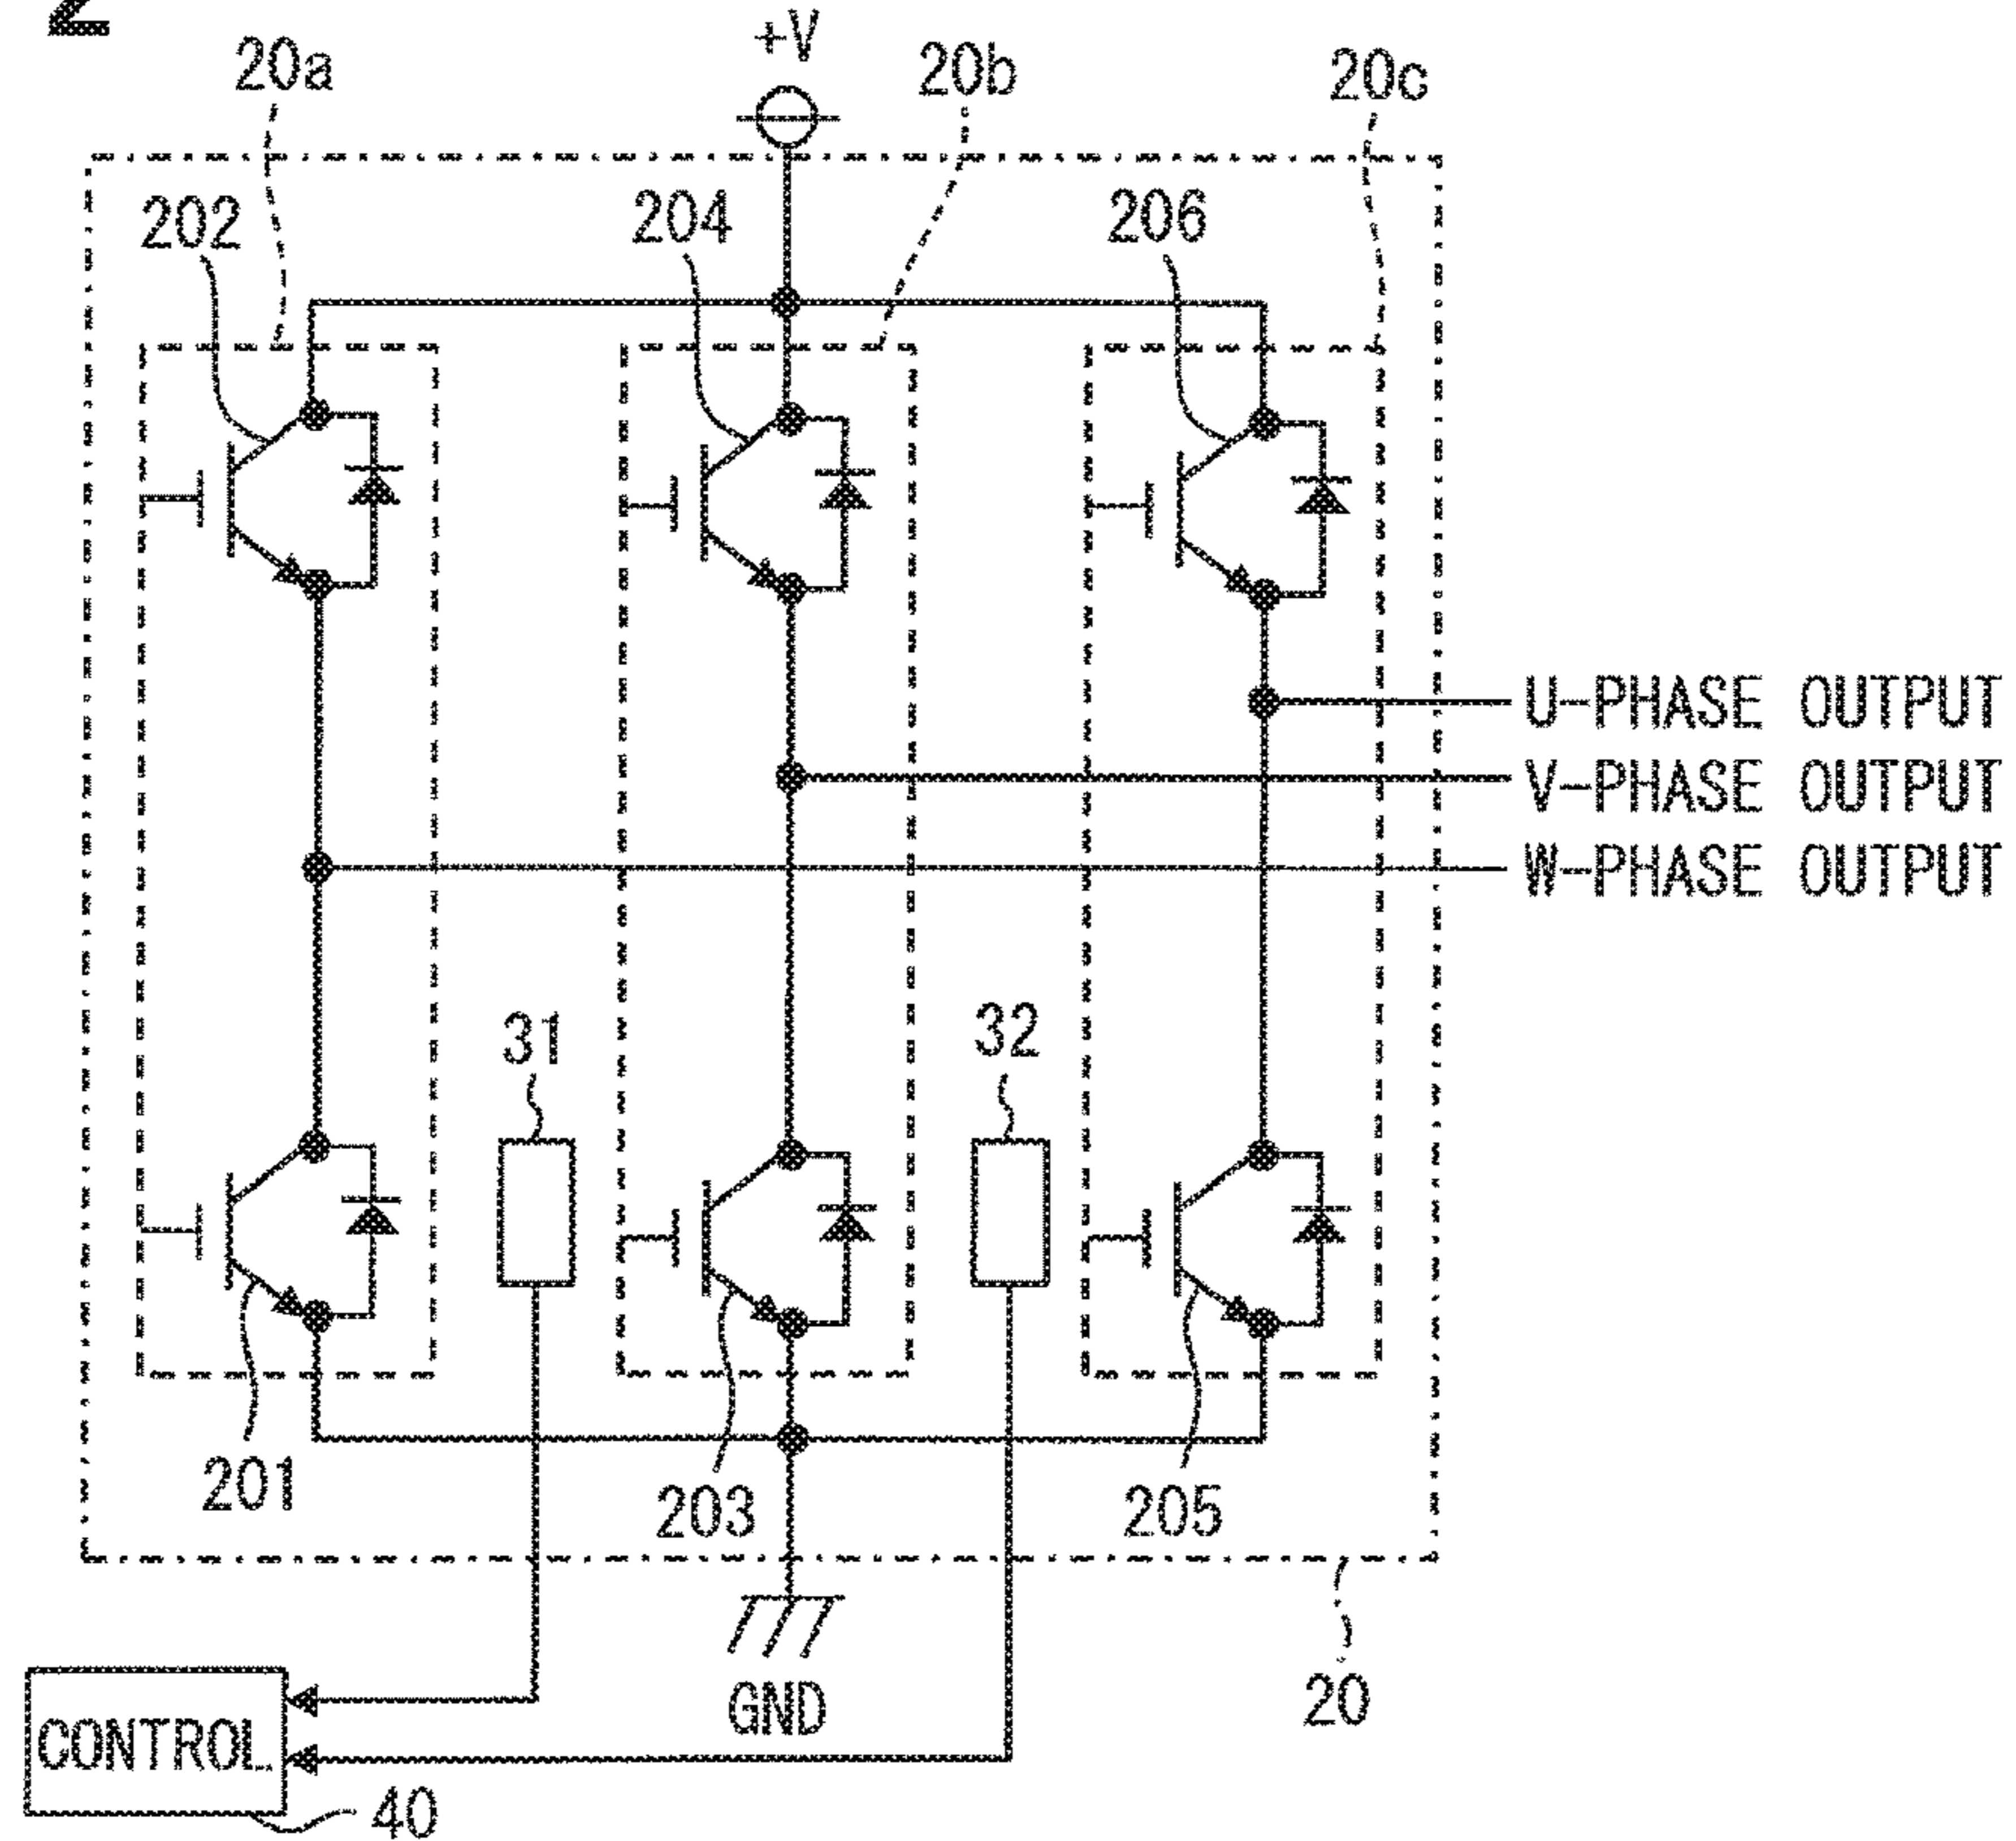 2
+V
20a
20b
20c
202
204
206
U-PHASE OUTPUT
V-PHASE OUTPUT
W-PHASE OUTPUT
31
32
201
203
205
GND
20
CONTROL
40